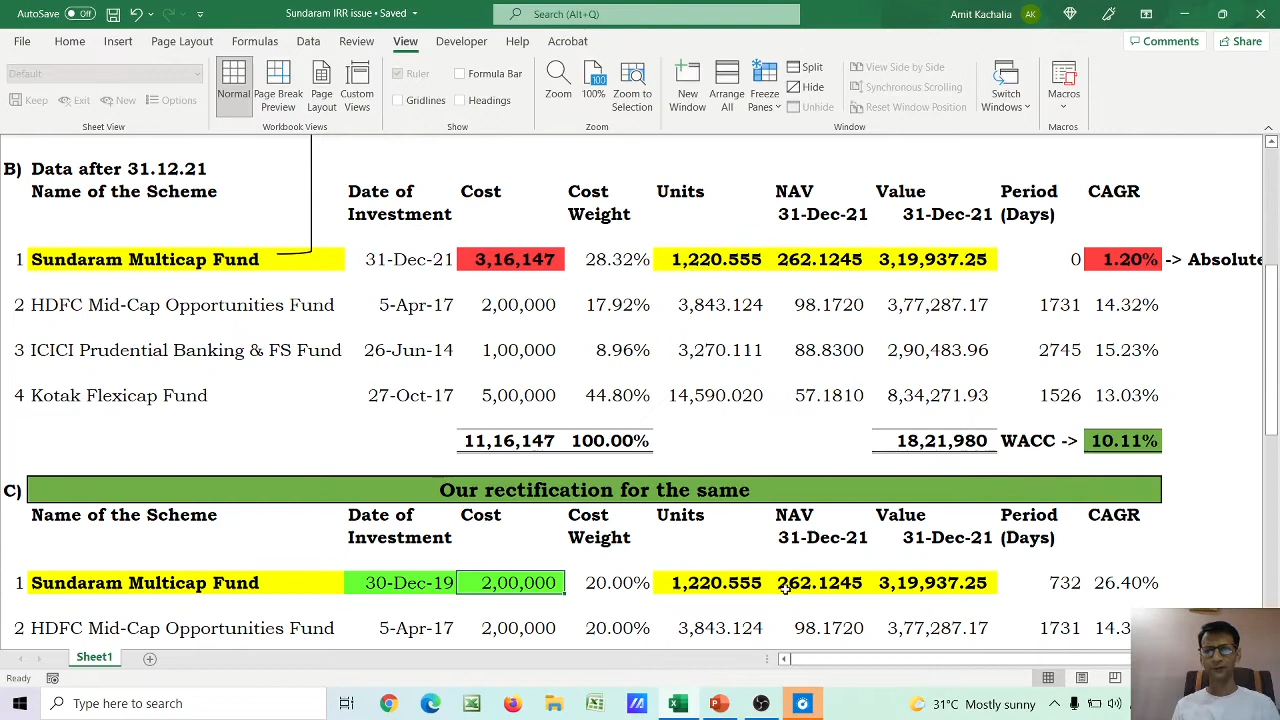 AutoSave Off Sundaram IRR issue • Saved Search (Alt+Q) Amit Kachalia AK
File Home Insert Page Layout Formulas Data Review View Developer Help Acrobat Comments Share
Default
Keep Exit New Options
Sheet View
Normal Page Break Preview Page Layout Custom Views
Workbook Views
Ruler Formula Bar
Gridlines Headings
Show
Zoom 100% Zoom to Selection
Zoom
New Window Arrange All Freeze Panes
Split
Hide
Unhide
View Side by Side
Synchronous Scrolling
Reset Window Position
Window
Switch Windows
Macros
Macros
B) Data after 31.12.21
Name of the Scheme Date of Cost Cost Units NAV Value Period CAGR
Investment Weight 31-Dec-21 31-Dec-21 (Days)
1 Sundaram Multicap Fund 31-Dec-21 3,16,147 28.32% 1,220.555 262.1245 3,19,937.25 0 1.20% -> Absolute
2 HDFC Mid-Cap Opportunities Fund 5-Apr-17 2,00,000 17.92% 3,843.124 98.1720 3,77,287.17 1731 14.32%
3 ICICI Prudential Banking & FS Fund 26-Jun-14 1,00,000 8.96% 3,270.111 88.8300 2,90,483.96 2745 15.23%
4 Kotak Flexicap Fund 27-Oct-17 5,00,000 44.80% 14,590.020 57.1810 8,34,271.93 1526 13.03%
11,16,147 100.00% 18,21,980 WACC -> 10.11%
C) Our rectification for the same
Name of the Scheme Date of Cost Cost Units NAV Value Period CAGR
Investment Weight 31-Dec-21 31-Dec-21 (Days)
1 Sundaram Multicap Fund 30-Dec-19 2,00,000 20.00% 1,220.555 262.1245 3,19,937.25 732 26.40%
2 HDFC Mid-Cap Opportunities Fund 5-Apr-17 2,00,000 20.00% 3,843.124 98.1720 3,77,287.17 1731
Sheet1
Ready
Type here to search 31°C Mostly sunny